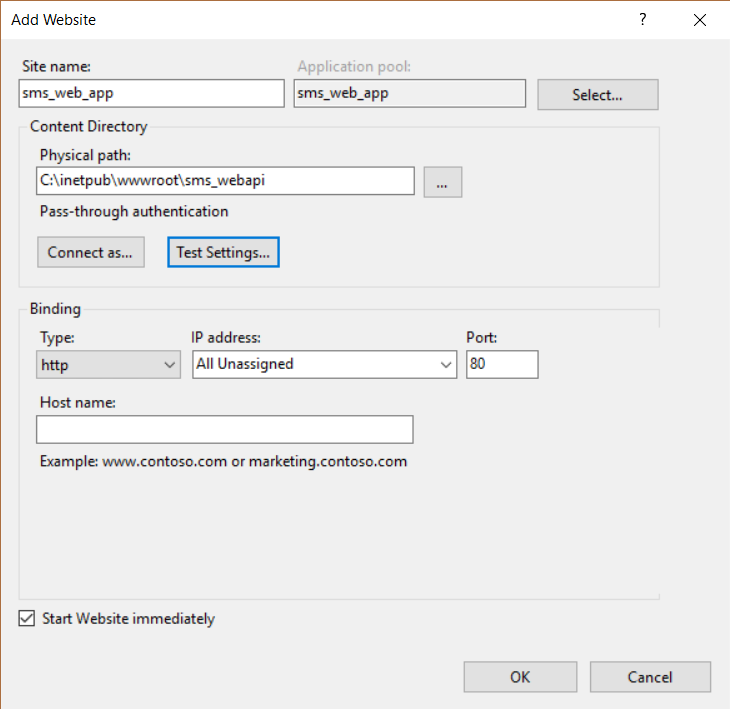 Add Website
?
Site name:
Application pool:
sms_web_app
sms_web_app
Select...
Content Directory
Physical path:
C:\inetpub\wwwroot\sms_webapi
...
Pass-through authentication
Connect as...
Test Settings...
Binding
Type:
IP address:
Port:
http
All Unassigned
80
Host name:
Example: www.contoso.com or marketing.contoso.com
Start Website immediately
OK
Cancel